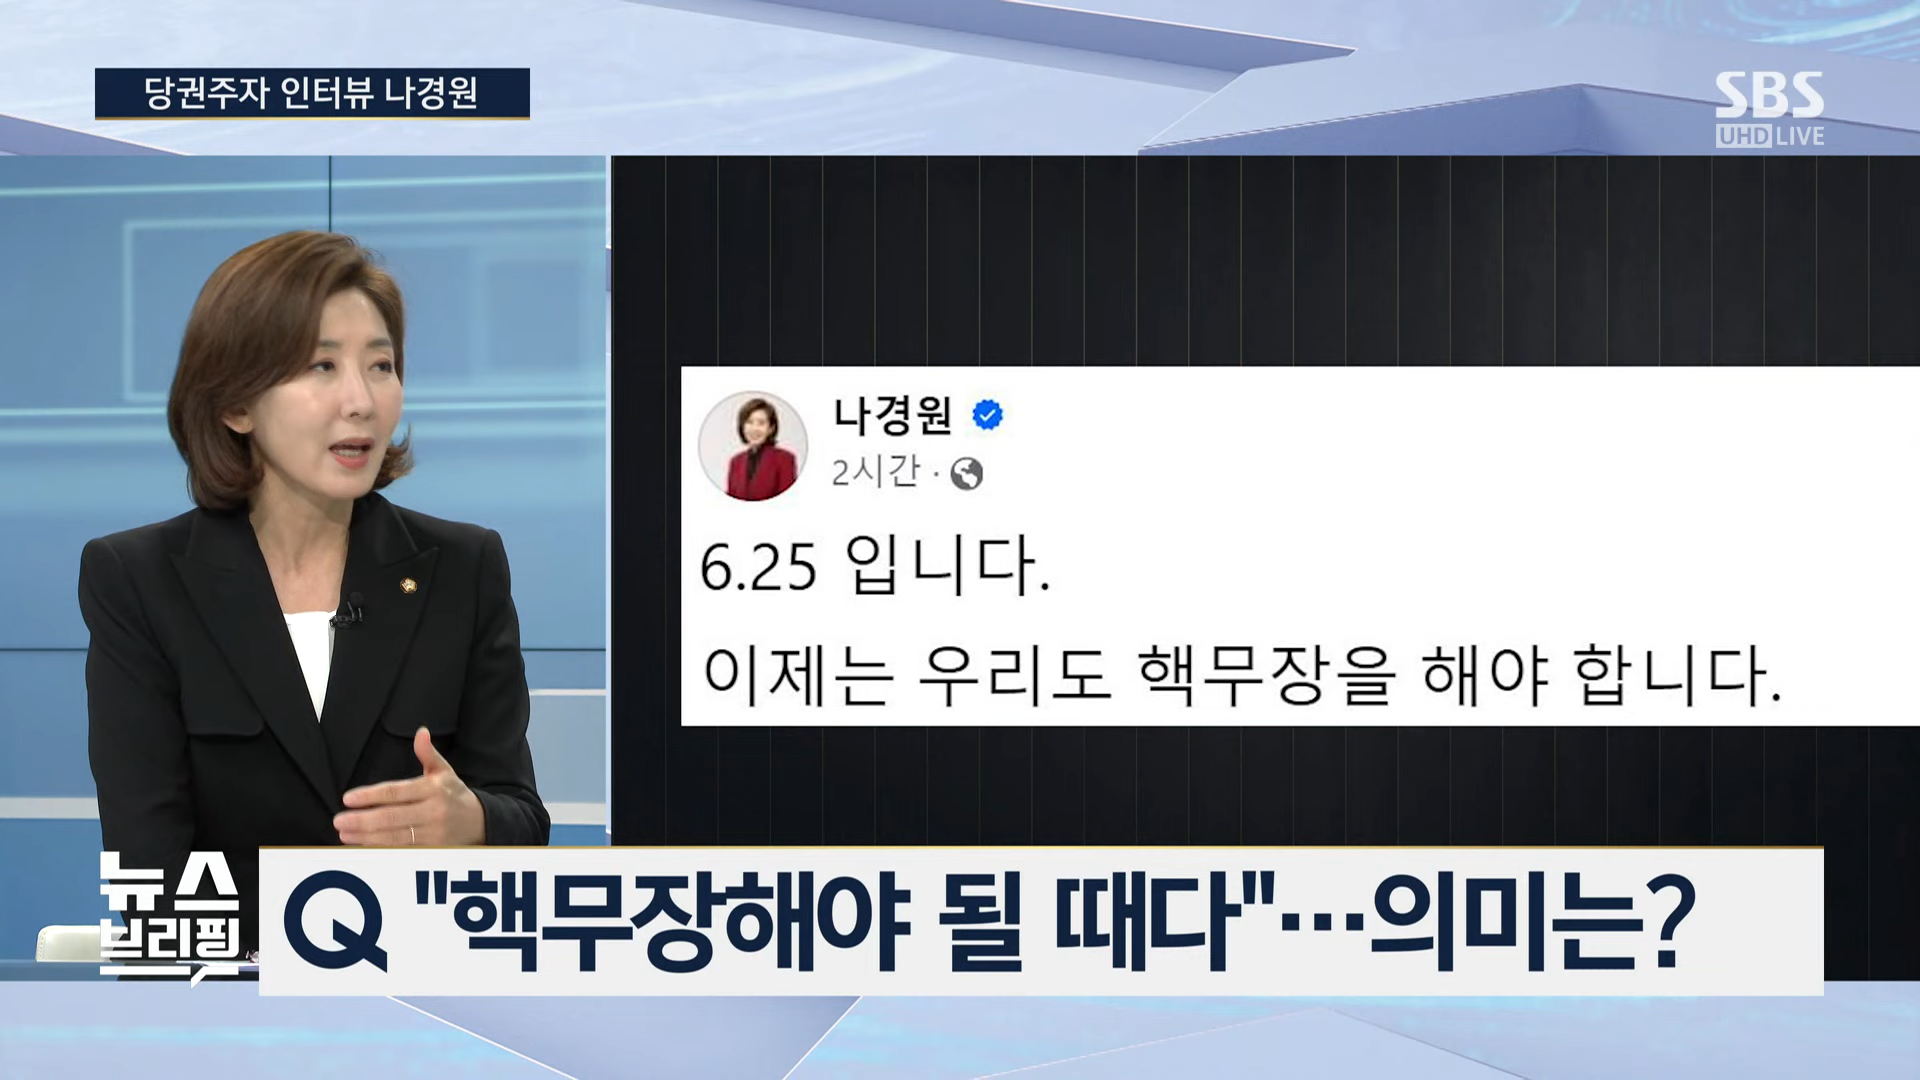 당권주자 인터뷰 나경원
SBS
UHD LIVE
나경원
2시간 ·
6.25 입니다.
이제는 우리도 핵무장을 해야 합니다.
뉴스
브리핑
Q "핵무장해야 될 때다"…의미는?